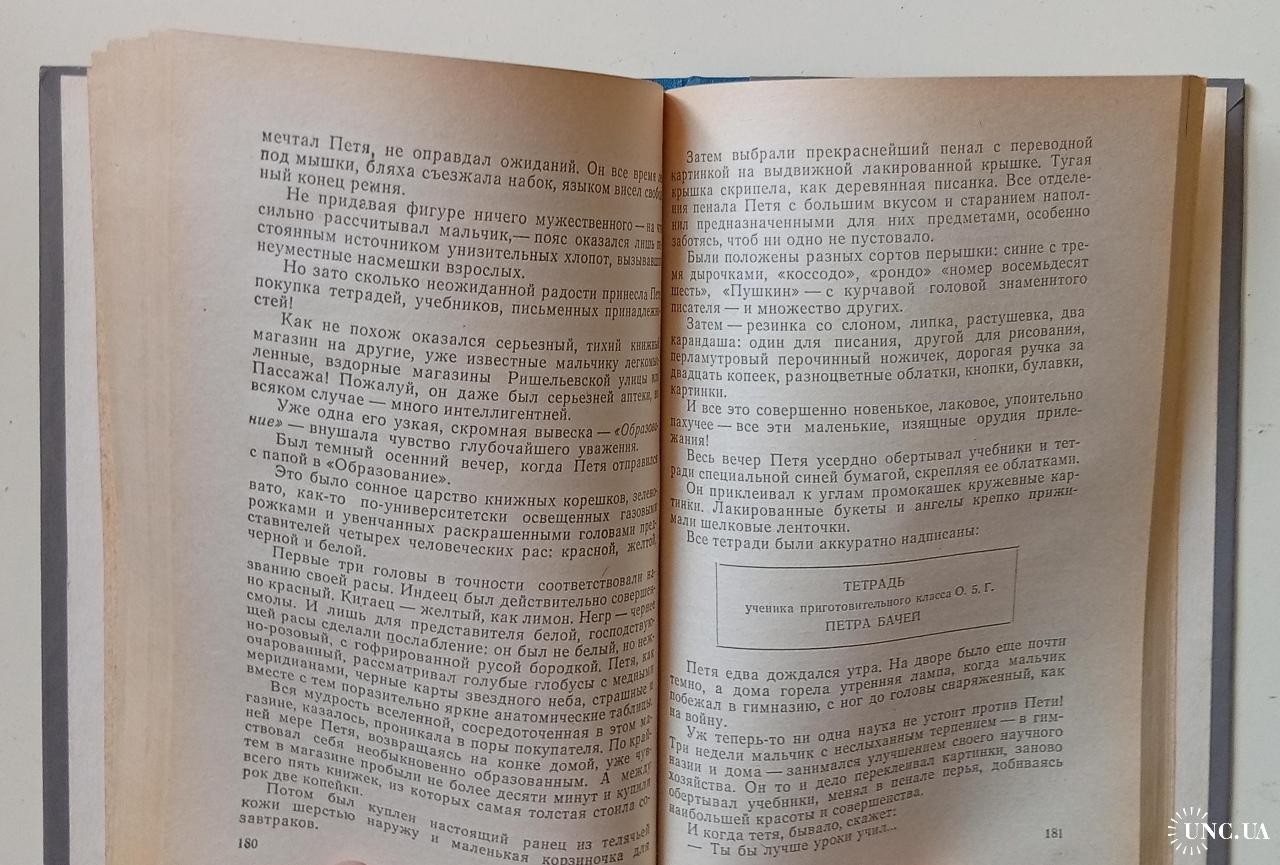 мечтал Петя, не оправдал ожиданий. Он все время
под мышки, бляха съезжала набок, языком висел
ный конец ремня.
Не придавая фигуре ничего мужественного — на
сильно рассчитывал мальчик,— пояс оказался лишь
стоянным источником унизительных хлопот,
неуместные насмешки взрослых.
Но зато сколько неожиданной радости принесла
покупка тетрадей, учебников, письменных
стей!
Как не похож оказался серьезный, тихий
магазин на другие, уже известные мальчику
ленные, вздорные магазины Ришельевской улицы
Пассажа! Пожалуй, он даже был серьезней аптеки,
всяком случае — много интеллигентней.
Уже одна его узкая, скромная вывеска — «Образова-
ние» — внушала чувство глубочайшего уважения.
Был темный осенний вечер, когда Петя отправился
с папой в «Образование».
Это было сонное царство книжных корешков, зелено-
вато, как-то по-университетски освещенных газовыми
рожками и увенчанных раскрашенными головами пред-
ставителей четырех человеческих рас: красной, желтой,
черной и белой.
Первые три головы в точности соответствовали на-
званию своей расы. Индеец был действительно совершен-
но красный. Китаец — желтый, как лимон. Негр — чернее
смолы. И лишь для представителя белой, господствую-
щей расы сделали послабление: он был не белый, но неж-
но-розовый, с гофрированной русой бородкой. Петя, как
очарованный, рассматривал голубые глобусы с медными
меридианами, черные карты звездного неба, страшные и
вместе с тем поразительно яркие анатомические таблицы.
Вся мудрость вселенной, сосредоточенная в этом ма-
газине, казалось, проникала в поры покупателя. По край-
ней мере Петя, возвращаясь на конке домой, уже чув-
ствовал себя необыкновенно образованным. А между
тем в магазине пробыли не более десяти минут и купили
всего пять книжек, из которых самая толстая стоила со-
рок две копейки.
Потом был куплен настоящий ранец из телячьей
кожи шерстью наружу и маленькая корзиночка для
завтраков.
180
Затем выбрали прекраснейший пенал с переводной
картинкой на выдвижной лакированной крышке. Тугая
крышка скрипела, как деревянная писанка. Все отделе-
ния пенала Петя с большим вкусом и старанием напол-
нил предназначенными для них предметами, особенно
заботясь, чтоб ни одно не пустовало.
Были положены разных сортов перышки: синие с тре-
мя дырочками, «коссодо», «рондо» «номер восемьдесят
шесть», «Пушкин» — с курчавой головой знаменитого
писателя — и множество других.
Затем — резинка со слоном, липка, растушевка, два
карандаша: один для писания, другой для рисования,
перламутровый перочинный ножичек, дорогая ручка за
двадцать копеек, разноцветные облатки, кнопки, булавки,
картинки.
И все это совершенно новенькое, лаковое, упоительно
пахучее — все эти маленькие, изящные орудия приле-
жания!
Весь вечер Петя усердно обертывал учебники и тет-
ради специальной синей бумагой, скрепляя ее облатками.
Он приклеивал к углам промокашек кружевные кар-
тинки. Лакированные букеты и ангелы крепко прижи-
мали шелковые ленточки.
Все тетради были аккуратно надписаны:
ТЕТРАДЬ
ученика приготовительного класса О. 5. Г.
ПЕТРА БАЧЕЙ
Петя едва дождался утра. На дворе было еще почти
темно, а дома горела утренняя лампа, когда мальчик
побежал в гимназию, с ног до головы снаряженный, как
на войну.
Уж теперь-то ни одна наука не устоит против Пети!
Три недели мальчик с неслыханным терпением — в гим-
назии и дома — занимался улучшением своего научного
хозяйства. Он то и дело переклеивал картинки, заново
обертывал учебники, менял в пенале перья, добиваясь
наибольшей красоты и совершенства.
И когда тетя, бывало, скажет:
— Ты бы лучше уроки учил...
181
UNC.UA